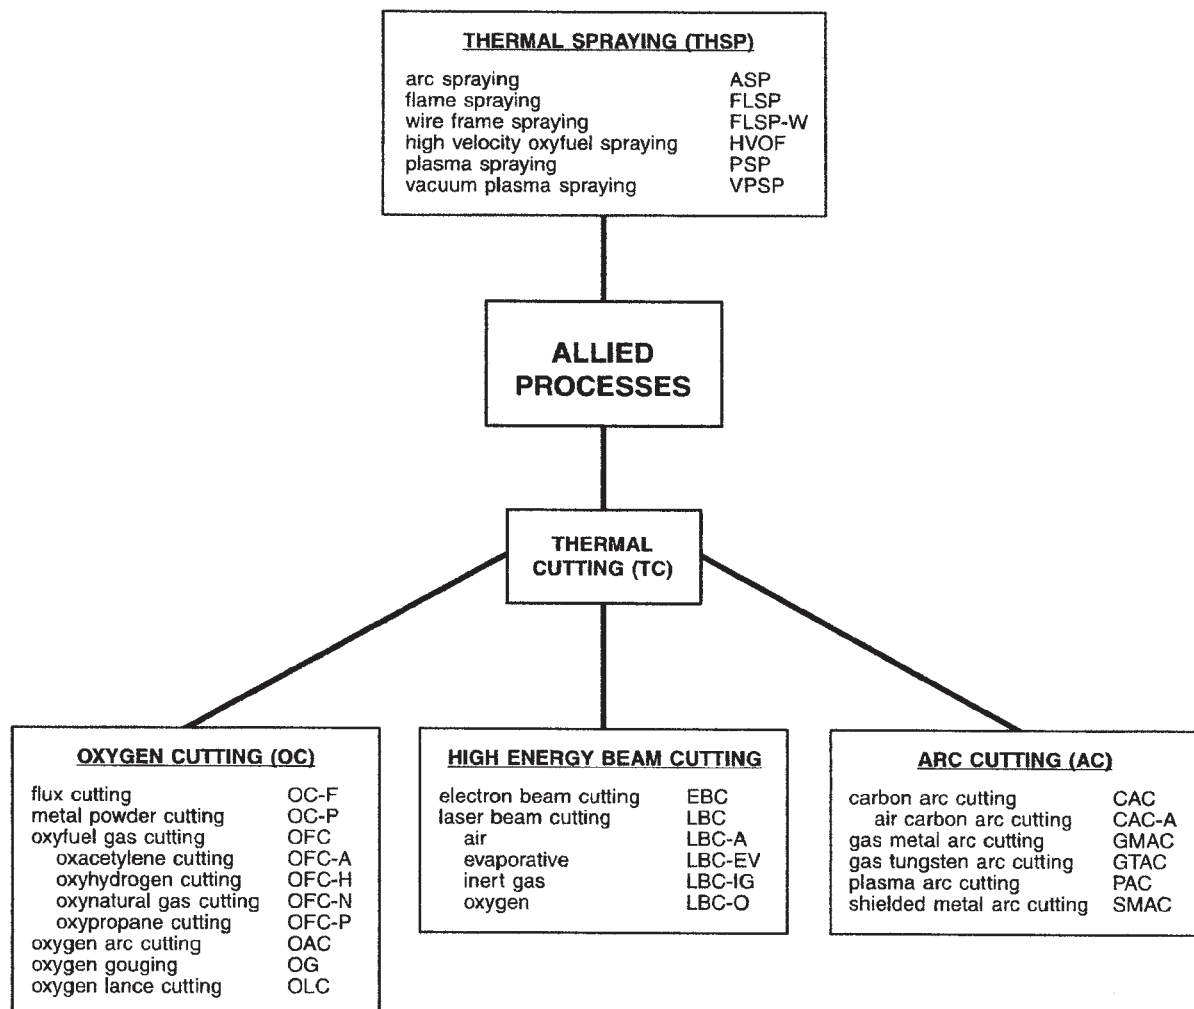 THERMAL SPRAYING (THSP)
arc spraying ASP
flame spraying FLSP
wire frame spraying FLSP-W
high velocity oxyfuel spraying HVOF
plasma spraying PSP
vacuum plasma spraying VPSP
ALLIED
PROCESSES
THERMAL
CUTTING (TC)
OXYGEN CUTTING (OC)
flux cutting OC-F
metal powder cutting OC-P
oxyfuel gas cutting OFC
oxacetylene cutting OFC-A
oxyhydrogen cutting OFC-H
oxynatural gas cutting OFC-N
oxypropane cutting OFC-P
oxygen arc cutting OAC
oxygen gouging OG
oxygen lance cutting OLC
HIGH ENERGY BEAM CUTTING
electron beam cutting EBC
laser beam cutting LBC
air LBC-A
evaporative LBC-EV
inert gas LBC-IG
oxygen LBC-O
ARC CUTTING (AC)
carbon arc cutting CAC
air carbon arc cutting CAC-A
gas metal arc cutting GMAC
gas tungsten arc cutting GTAC
plasma arc cutting PAC
shielded metal arc cutting SMAC